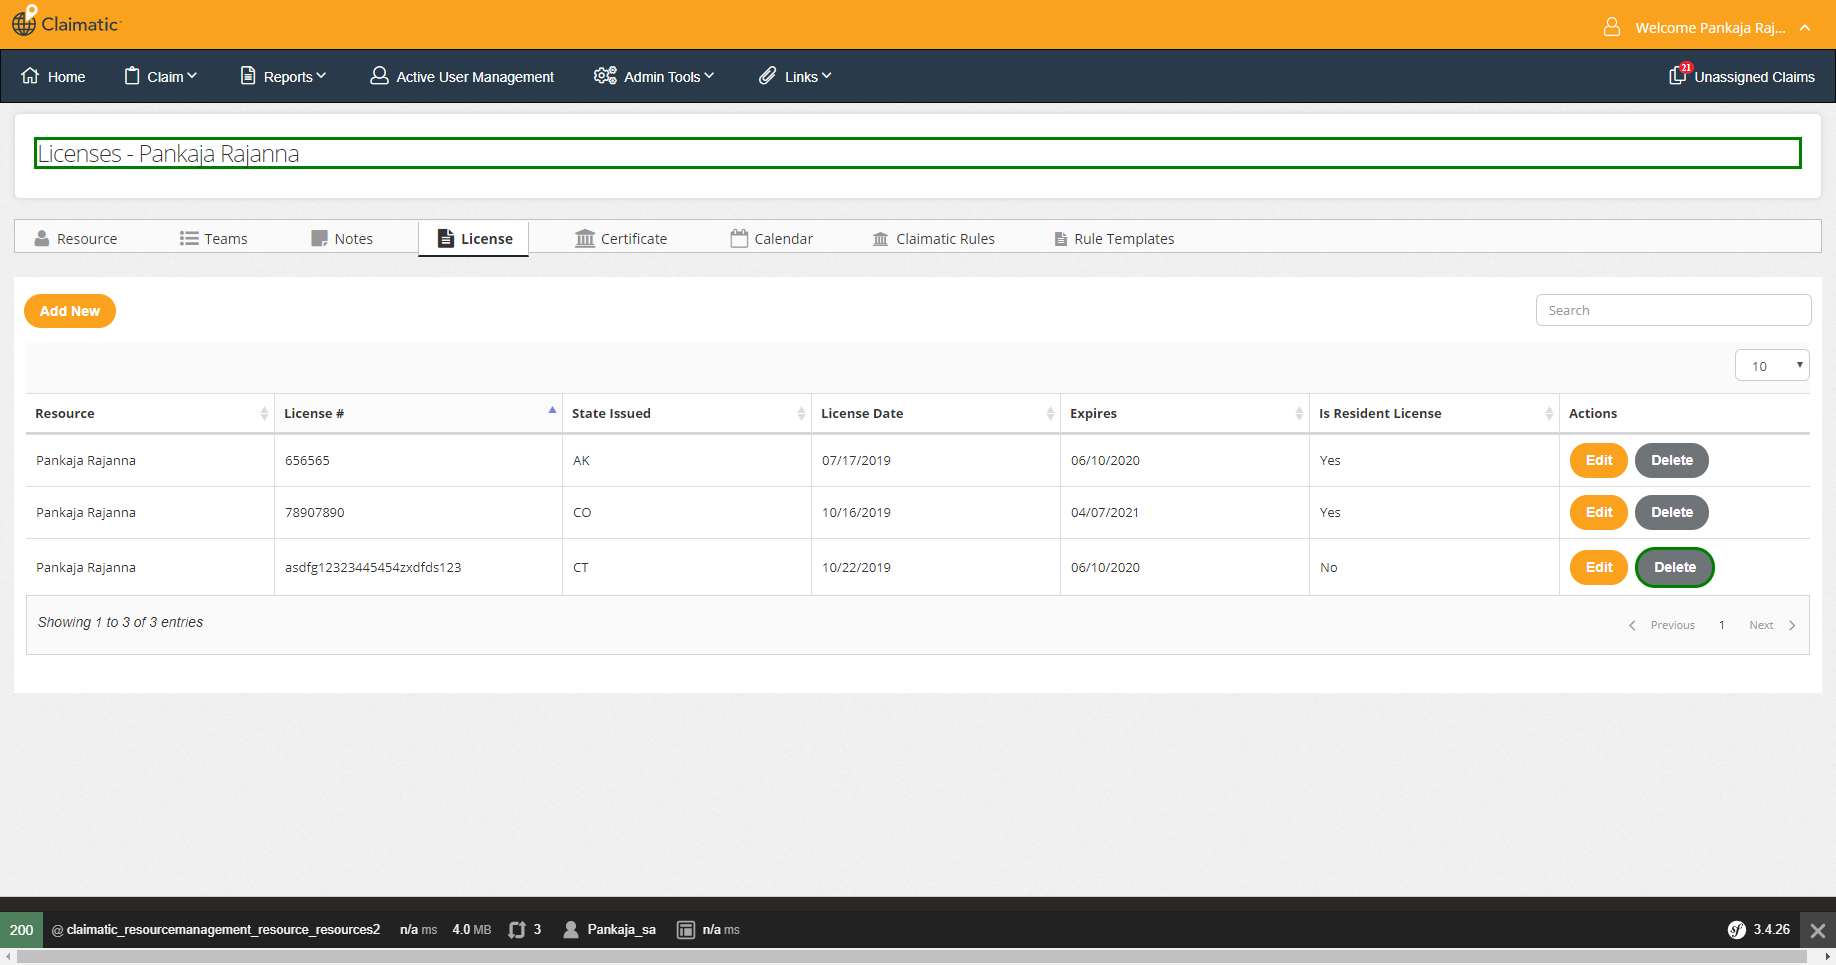 Claimatic
Welcome Pankaja Raj...
Home Claim Reports Active User Management Admin Tools Links 21 Unassigned Claims
Licenses - Pankaja Rajanna
Resource Teams Notes License Certificate Calendar Claimatic Rules Rule Templates
Add New Search
10
Resource License # State Issued License Date Expires Is Resident License Actions
Pankaja Rajanna 656565 AK 07/17/2019 06/10/2020 Yes Edit Delete
Pankaja Rajanna 78907890 CO 10/16/2019 04/07/2021 Yes Edit Delete
Pankaja Rajanna asdfg12323445454zxdfds123 CT 10/22/2019 06/10/2020 No Edit Delete
Showing 1 to 3 of 3 entries Previous 1 Next
200 @ claimatic_resourcemanagement_resource_resources2 n/a ms 4.0 MB 3 Pankaja_sa n/a ms sf 3.4.26